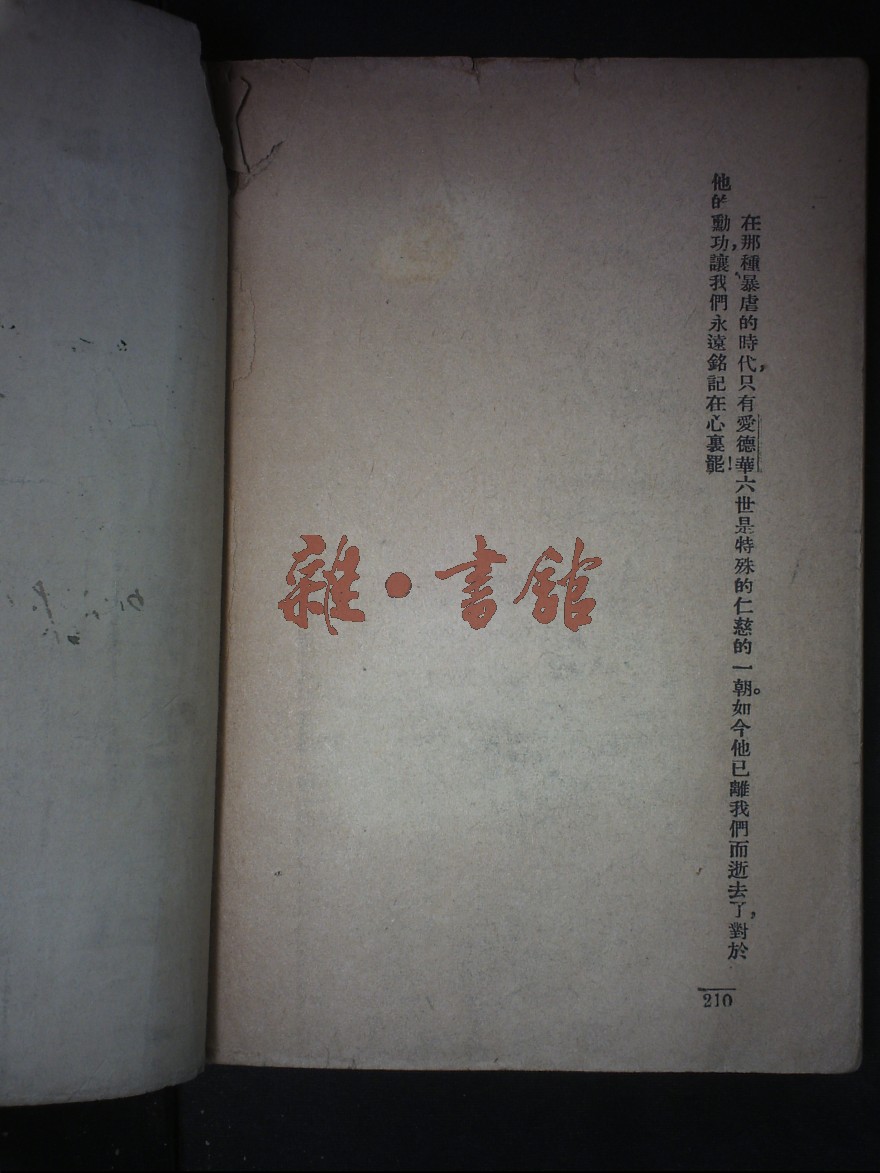 在那種暴虐的時代,只有愛德華六世是特殊的仁慈的一朝。如今他已離我們而逝去了,對於
他的勳功,讓我們永遠銘記在心裏罷!
210
雜·書館